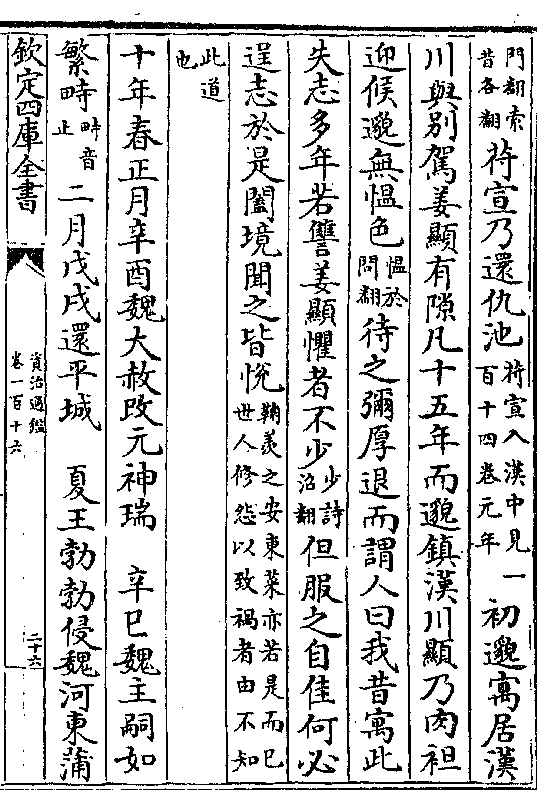 門翻索昔各翻苻宣乃還仇池苻宣入漢中見一百十四卷元年初邈寓居漢
川與別駕姜顯有隙凡十五年而邈鎮漢川顯乃肉袒
迎候邈無愠色愠於問翻待之彌厚退而謂人曰我昔寓此
失志多年若讐姜顯懼者不少少詩沼翻但服之自佳何必
逞志於是闔境聞之皆悅鞠羨之安東萊亦若是而已世人修怨以致禍者由不知
此道也
十年春正月辛酉魏大赦改元神瑞 辛巳魏主嗣如
繁畤畤音止二月戊戌還平城 夏王勃勃侵魏河東蒲
欽定四庫全書
資治通鑑
卷一百十六
二十六